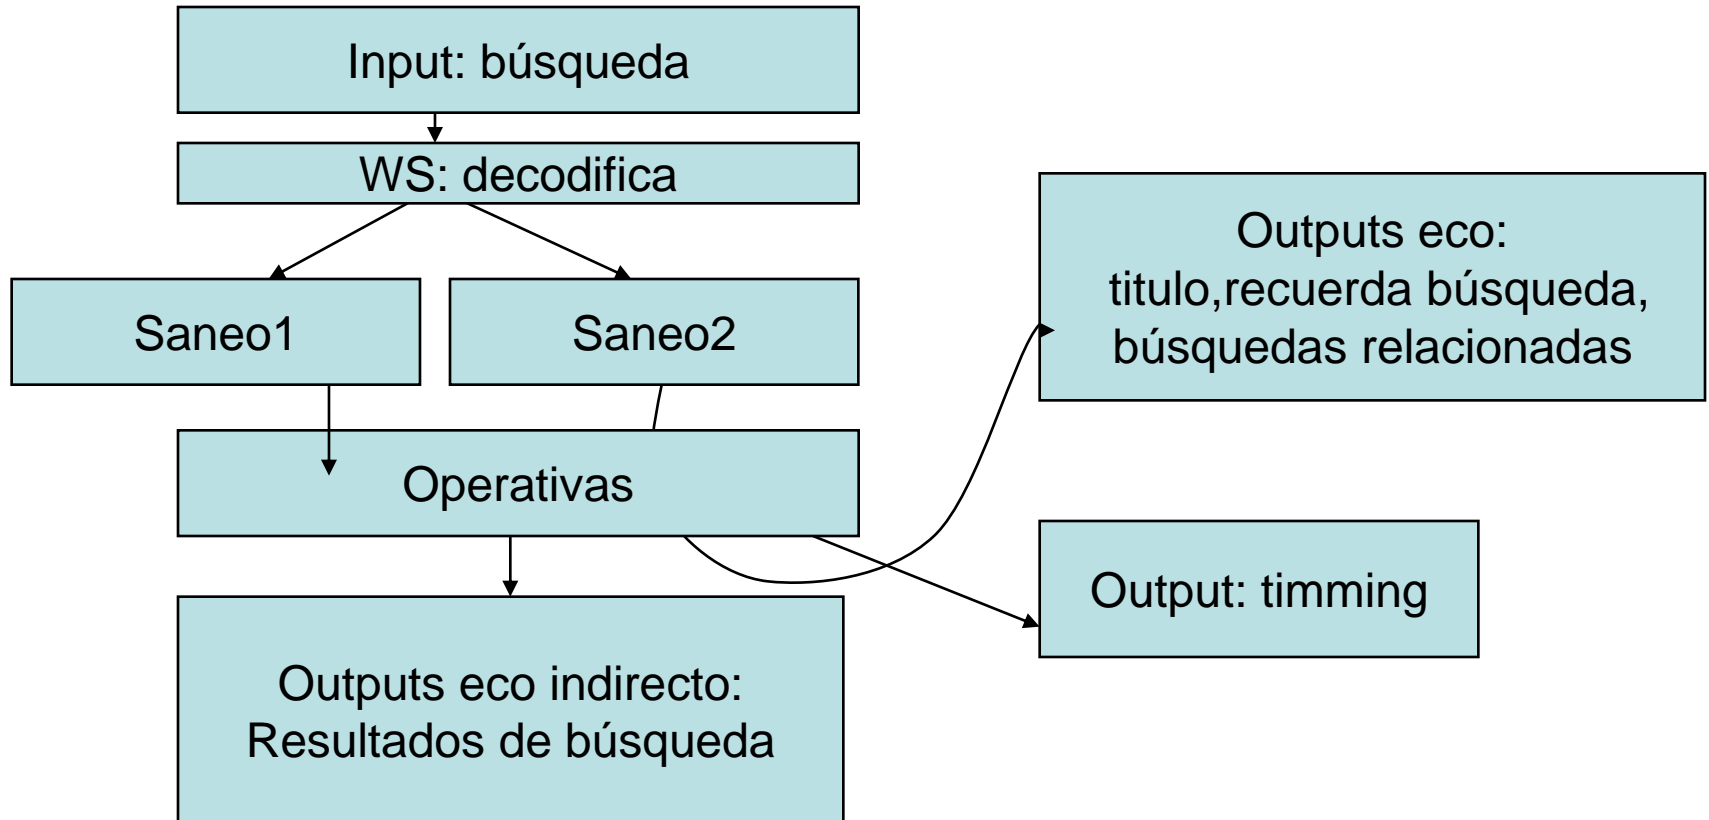 Input: búsqueda
WS: decodifica
Saneo1
Saneo2
Operativas
Outputs eco indirecto:
Resultados de búsqueda
Outputs eco:
titulo,recuerda búsqueda,
búsquedas relacionadas
Output: timming